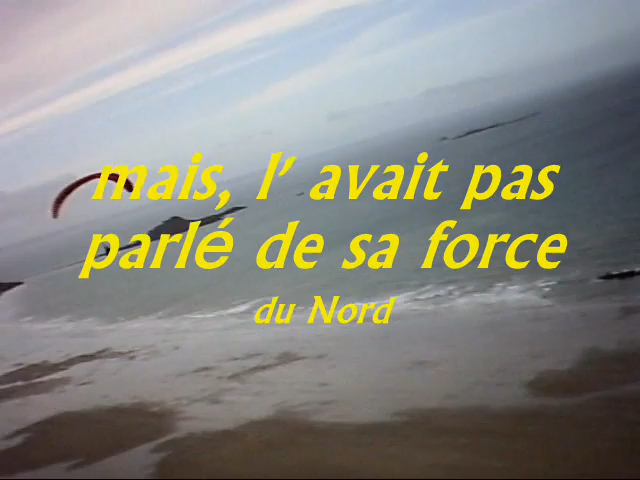 mais, l' avait pas
parlé de sa force
du Nord